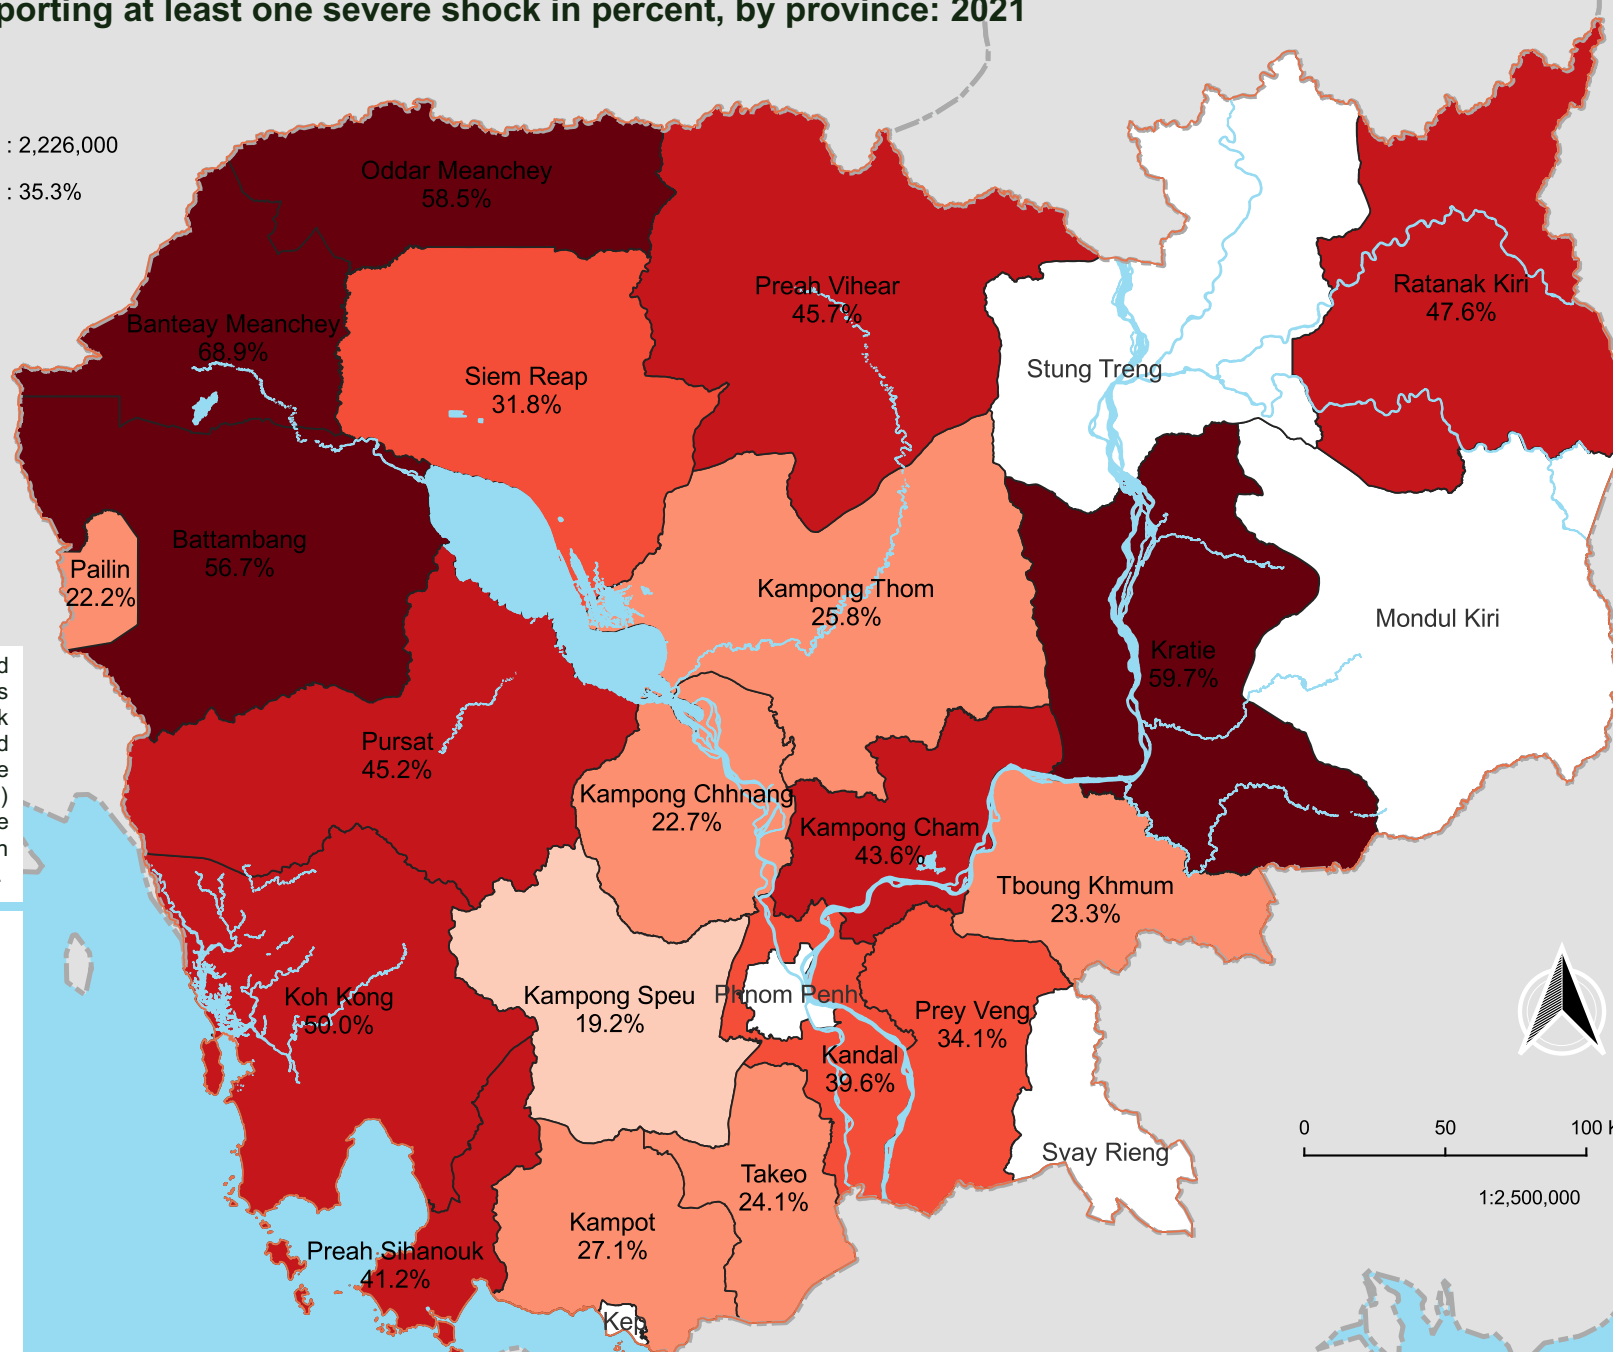 porting at least one severe shock in percent, by province: 2021
: 2,226,000
: 35.3%
Oddar Meanchey
58.5%
Banteay Meanchey
68.9%
Siem Reap
31.8%
Preah Vihear
45.7%
Ratanak Kiri
47.6%
Stung Treng
Battambang
56.7%
Pailin
22.2%
Kampong Thom
25.8%
Mondul Kiri
Kratie
59.7%
d
s
k
d
e
)
e
n
.
Pursat
45.2%
Kampong Chhnang
22.7%
Kampong Cham
43.6%
Tboung Khmum
23.3%
Koh Kong
50.0%
Kampong Speu
19.2%
Phnom Penh
Prey Veng
34.1%
Kandal
39.6%
Svay Rieng
Takeo
24.1%
Kampot
27.1%
Preah Sihanouk
41.2%
Kep
0 50 100 K
1:2,500,000